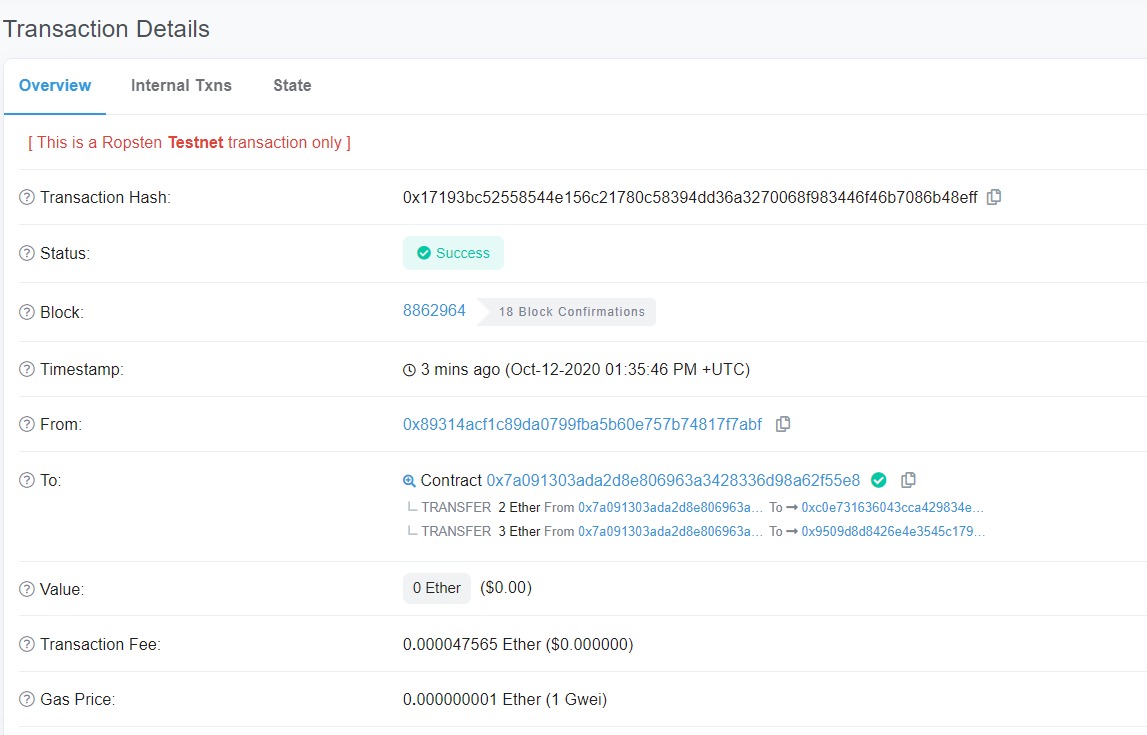 Transaction Details
Overview Internal Txns State
[ This is a Ropsten Testnet transaction only ]
Transaction Hash: 0x17193bc52558544e156c21780c58394dd36a3270068f983446f46b7086b48eff
Status: Success
Block: 8862964 18 Block Confirmations
Timestamp: 3 mins ago (Oct-12-2020 01:35:46 PM +UTC)
From: 0x89314acf1c89da0799fba5b60e757b74817f7abf
To: Contract 0x7a091303ada2d8e806963a3428336d98a62f55e8
TRANSFER 2 Ether From 0x7a091303ada2d8e806963a... To → 0xc0e731636043cca429834e...
TRANSFER 3 Ether From 0x7a091303ada2d8e806963a... To → 0x9509d8d8426e4e3545c179...
Value: 0 Ether ($0.00)
Transaction Fee: 0.000047565 Ether ($0.000000)
Gas Price: 0.000000001 Ether (1 Gwei)